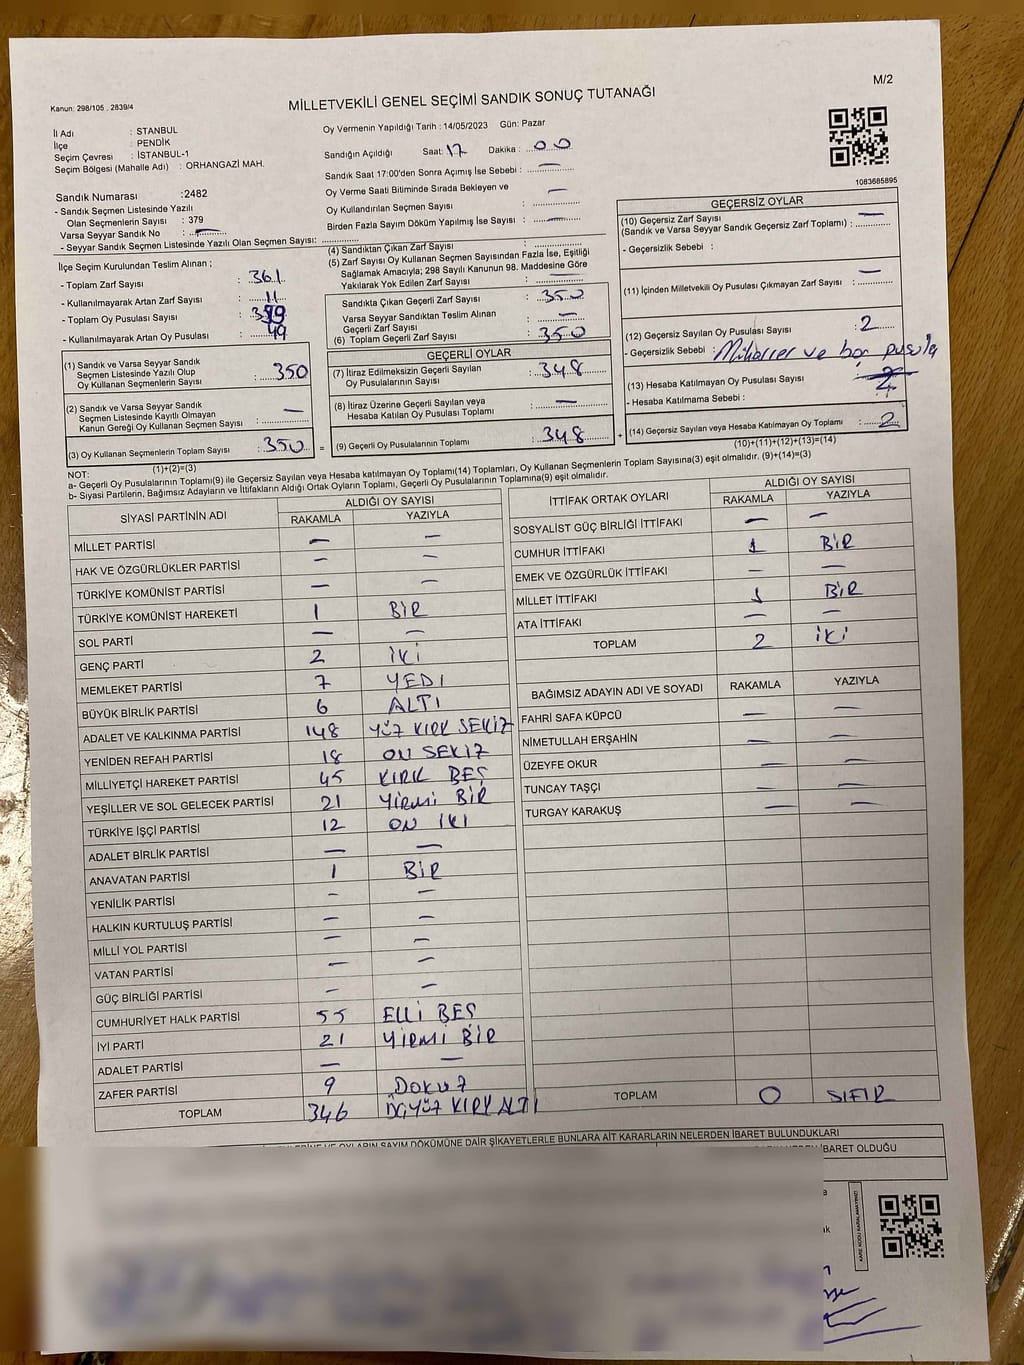 M/2
Kanun: 298/105 , 2839/4
MİLLETVEKİLİ GENEL SEÇİMİ SANDIK SONUÇ TUTANAĞI
İl Adı : STANBUL
İlçe : PENDİK
Seçim Çevresi : İSTANBUL-1
Seçim Bölgesi (Mahalle Adı) : ORHANGAZİ MAH.
Oy Vermenin Yapıldığı Tarih : 14/05/2023 Gün: Pazar
Sandığın Açıldığı Saat: 17 Dakika : 00
Sandık Saat 17:00'den Sonra Açımış İse Sebebi : —
Oy Verme Saati Bitiminde Sırada Bekleyen ve
Oy Kullandırılan Seçmen Sayısı : —
Birden Fazla Sayım Döküm Yapılmış İse Sayısı : —
1083685895
Sandık Numarası :2482
- Sandık Seçmen Listesinde Yazılı
Olan Seçmenlerin Sayısı : 379
Varsa Seyyar Sandık No : —
- Seyyar Sandık Seçmen Listesinde Yazılı Olan Seçmen Sayısı:
İlçe Seçim Kurulundan Teslim Alınan ;
- Toplam Zarf Sayısı : 361
- Kullanılmayarak Artan Zarf Sayısı : 11
- Toplam Oy Pusulası Sayısı :
- Kullanılmayarak Artan Oy Pusulası : 49
(1) Sandık ve Varsa Seyyar Sandık
Seçmen Listesinde Yazılı Olup
Oy Kullanan Seçmenlerin Sayısı : 350
(2) Sandık ve Varsa Seyyar Sandık
Seçmen Listesinde Kayıtlı Olmayan
Kanun Gereği Oy Kullanan Seçmen Sayısı : —
(3) Oy Kullanan Seçmenlerin Toplam Sayısı : 350 =
(1)+(2)=(3)
(4) Sandıktan Çıkan Zarf Sayısı :
(5) Zarf Sayısı Oy Kullanan Seçmen Sayısından Fazla İse, Eşitliği
Sağlamak Amacıyla; 298 Sayılı Kanunun 98. Maddesine Göre
Yakılarak Yok Edilen Zarf Sayısı : —
Sandıkta Çıkan Geçerli Zarf Sayısı : 350
Varsa Seyyar Sandıktan Teslim Alınan
Geçerli Zarf Sayısı : —
(6) Toplam Geçerli Zarf Sayısı : 350
GEÇERLİ OYLAR
(7) İtiraz Edilmeksizin Geçerli Sayılan
Oy Pusulalarının Sayısı : 348
(8) İtiraz Üzerine Geçerli Sayılan veya
Hesaba Katılan Oy Pusulası Toplamı : —
(9) Geçerli Oy Pusulalarının Toplamı : 348 +
GEÇERSİZ OYLAR
(10) Geçersiz Zarf Sayısı
(Sandık ve Varsa Seyyar Sandık Geçersiz Zarf Toplamı) : —
- Geçersizlik Sebebi :
(11) İçinden Milletvekili Oy Pusulası Çıkmayan Zarf Sayısı : —
(12) Geçersiz Sayılan Oy Pusulası Sayısı : 2
- Geçersizlik Sebebi : ve boş pusula
(13) Hesaba Katılmayan Oy Pusulası Sayısı
- Hesaba Katılmama Sebebi :
(14) Geçersiz Sayılan veya Hesaba Katılmayan Oy Toplamı : 2
(10)+(11)+(12)+(13)=(14)
NOT:
a- Geçerli Oy Pusulalarının Toplamı(9) ile Geçersiz Sayılan veya Hesaba katılmayan Oy Toplamı(14) Toplamları, Oy Kullanan Seçmenlerin Toplam Sayısına(3) eşit olmalıdır. (9)+(14)=(3)
b- Siyasi Partilerin, Bağımsız Adayların ve İttifakların Aldığı Ortak Oyların Toplamı, Geçerli Oy Pusulalarının Toplamına(9) eşit olmalıdır.
SİYASİ PARTİNİN ADI ALDIĞI OY SAYISI
RAKAMLA YAZIYLA
MİLLET PARTİSİ — —
HAK VE ÖZGÜRLÜKLER PARTİSİ — —
TÜRKİYE KOMÜNİST PARTİSİ — —
TÜRKİYE KOMÜNİST HAREKETİ 1 BİR
SOL PARTİ — —
GENÇ PARTİ 2 İKİ
MEMLEKET PARTİSİ 7 YEDİ
BÜYÜK BİRLİK PARTİSİ 6 ALTI
ADALET VE KALKINMA PARTİSİ 148 YÜZ KIRK SEKİZ
YENİDEN REFAH PARTİSİ 18 ON SEKİZ
MİLLİYETÇİ HAREKET PARTİSİ 45 KIRK BEŞ
YEŞİLLER VE SOL GELECEK PARTİSİ 21 YİRMİ BİR
TÜRKİYE İŞÇİ PARTİSİ 12 ON İKİ
ADALET BİRLİK PARTİSİ — —
ANAVATAN PARTİSİ 1 BİR
YENİLİK PARTİSİ — —
HALKIN KURTULUŞ PARTİSİ — —
MİLLİ YOL PARTİSİ — —
VATAN PARTİSİ — —
GÜÇ BİRLİĞİ PARTİSİ — —
CUMHURİYET HALK PARTİSİ 55 ELLİ BEŞ
İYİ PARTİ 21 YİRMİ BİR
ADALET PARTİSİ — —
ZAFER PARTİSİ 9 DOKUZ
TOPLAM 346 ÜÇYÜZ KIRK ALTI
İTTİFAK ORTAK OYLARI ALDIĞI OY SAYISI
RAKAMLA YAZIYLA
SOSYALİST GÜÇ BİRLİĞİ İTTİFAKI — —
CUMHUR İTTİFAKI 1 BİR
EMEK VE ÖZGÜRLÜK İTTİFAKI — —
MİLLET İTTİFAKI 1 BİR
ATA İTTİFAKI — —
TOPLAM 2 İKİ
BAĞIMSIZ ADAYIN ADI VE SOYADI RAKAMLA YAZIYLA
FAHRİ SAFA KÜPCÜ — —
NİMETULLAH ERŞAHİN — —
ÜZEYFE OKUR — —
TUNCAY TAŞÇI — —
TURGAY KARAKUŞ — —
TOPLAM 0 SIFIR
VE OYLARIN SAYIM DÖKÜMÜNE DAİR ŞİKAYETLERLE BUNLARA AİT KARARLARIN NELERDEN İBARET BULUNDUKLARI
İBARET OLDUĞU